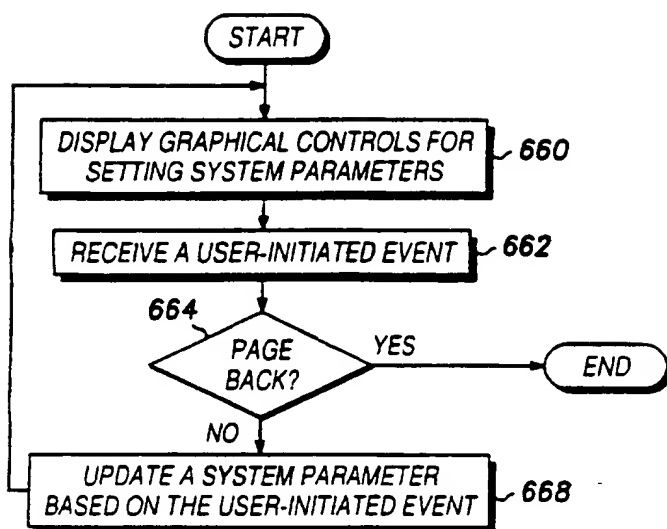 START
DISPLAY GRAPHICAL CONTROLS FOR
SETTING SYSTEM PARAMETERS
660
RECEIVE A USER-INITIATED EVENT
662
664
PAGE
BACK?
YES
END
NO
UPDATE A SYSTEM PARAMETER
BASED ON THE USER-INITIATED EVENT
668